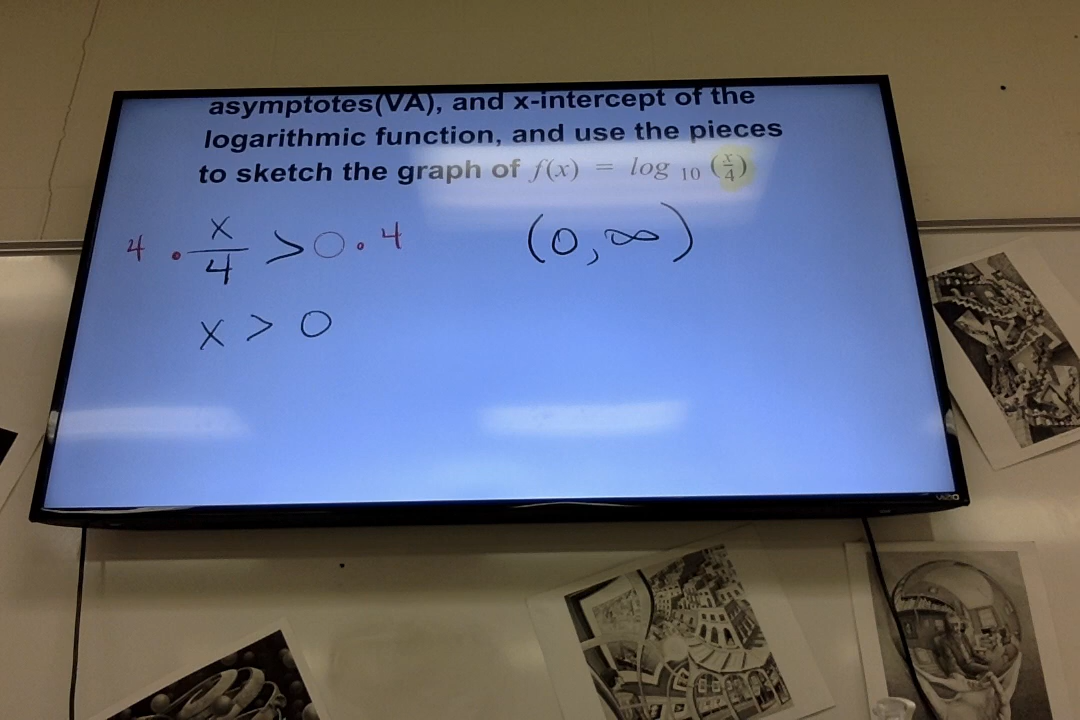 asymptotes(VA), and x-intercept of the
logarithmic function, and use the pieces
to sketch the graph of f(x) = log 10 (x/4)
4 · x/4 > 0 · 4
(0, ∞)
x > 0
VIZIO